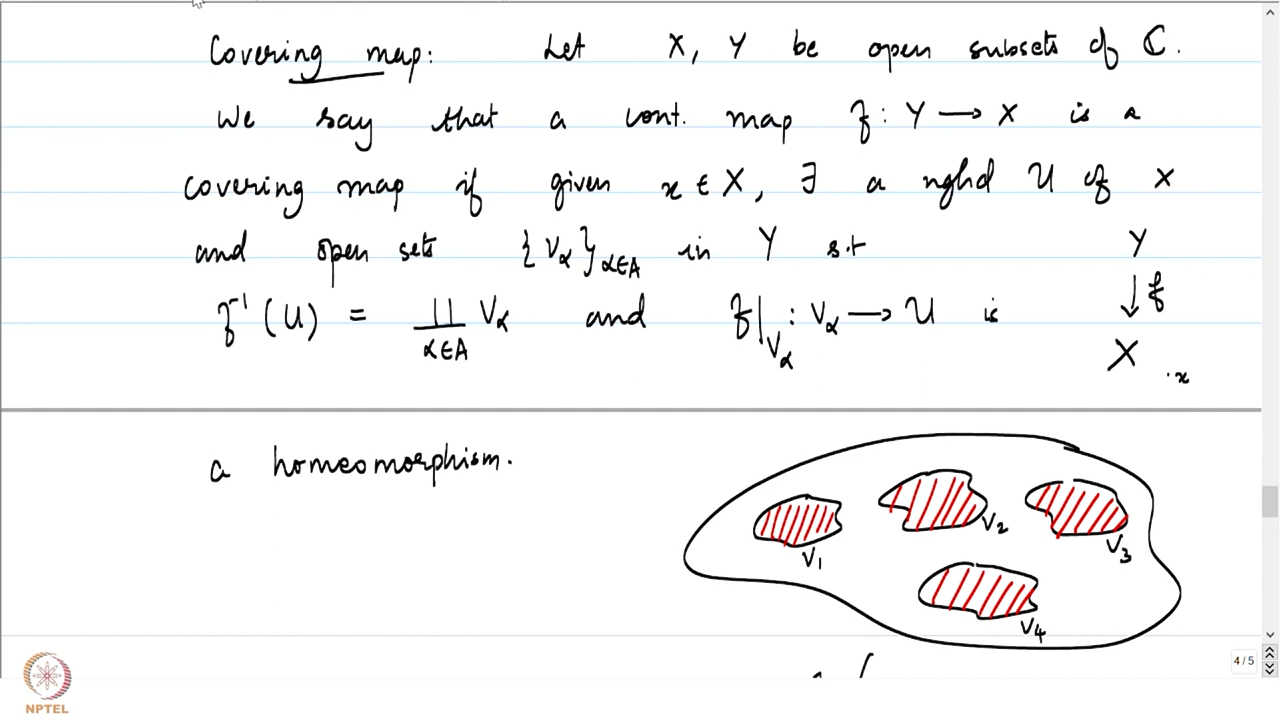 Covering map: Let X, Y be open subsets of ℂ.
We say that a cont. map f: Y → X is a
covering map if given x ∈ X, ∃ a nghd U of x
and open sets {V_α}_{α∈A} in Y s.t
f⁻¹(U) = ∐_{α∈A} V_α and f|_{V_α} : V_α → U is
Y
↓ f
X .x
a homeomorphism.
V₁
V₂
V₃
V₄
4 / 5
NPTEL